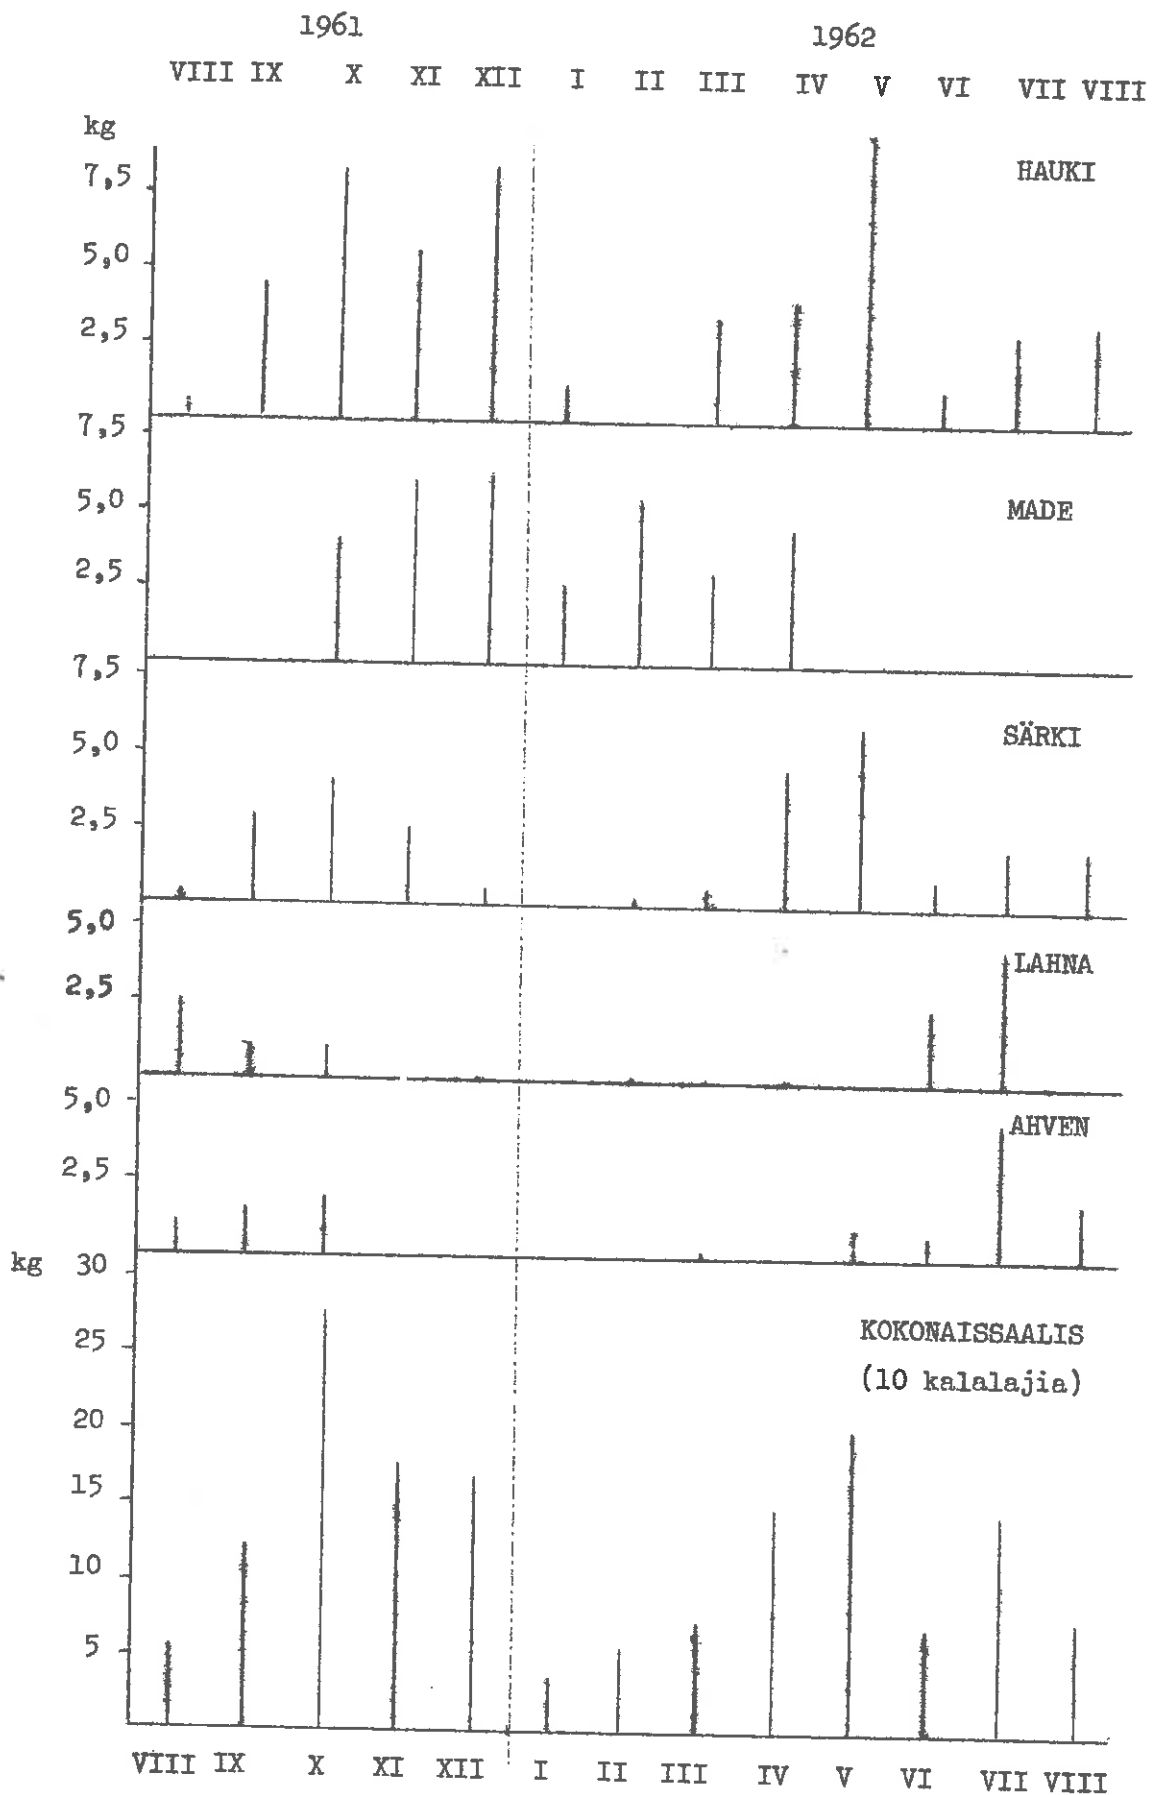 1961
1962
VIII IX X XI XII I II III IV V VI VII VIII
kg
7,5
HAUKI
5,0
2,5
7,5
5,0
MADE
2,5
7,5
5,0
SÄRKI
2,5
5,0
LAHNA
2,5
5,0
AHVEN
2,5
kg 30
25
KOKONAISSAALIS
(10 kalalajia)
20
15
10
5
VIII IX X XI XII I II III IV V VI VII VIII